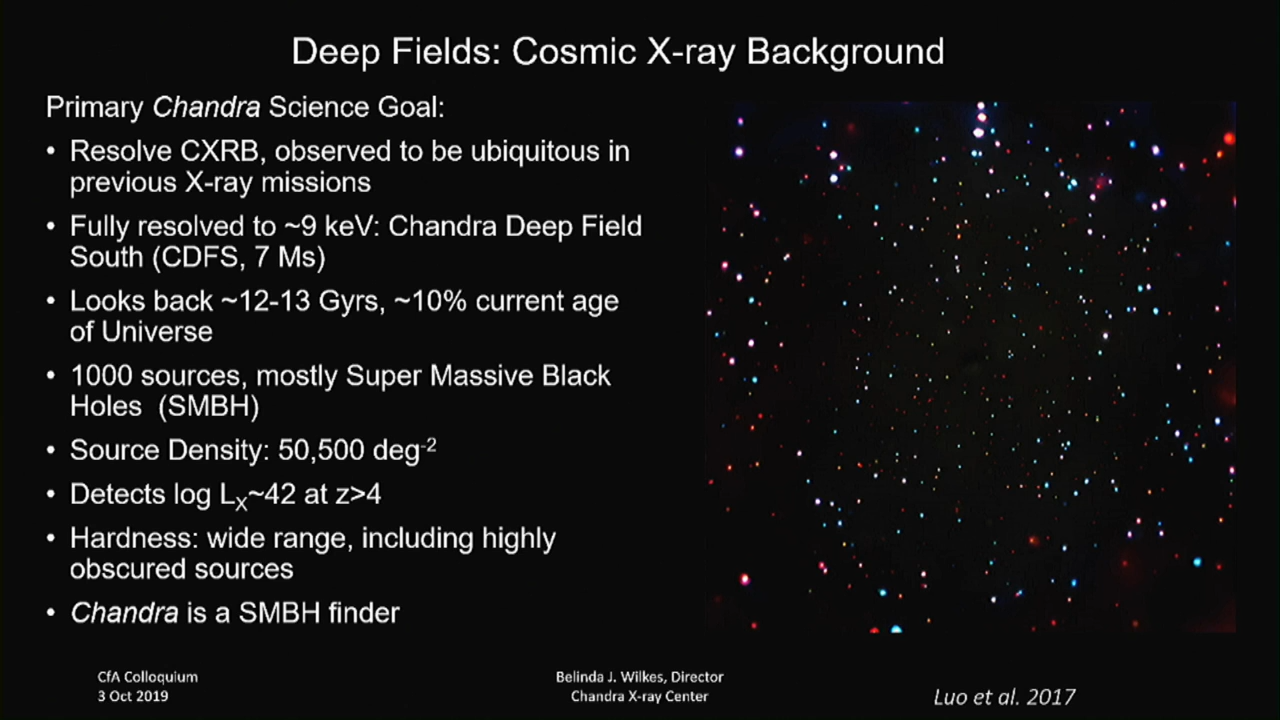 Deep Fields: Cosmic X-ray Background
Primary Chandra Science Goal:
• Resolve CXRB, observed to be ubiquitous in
previous X-ray missions
• Fully resolved to ~9 keV: Chandra Deep Field
South (CDFS, 7 Ms)
• Looks back ~12-13 Gyrs, ~10% current age
of Universe
• 1000 sources, mostly Super Massive Black
Holes (SMBH)
• Source Density: 50,500 deg⁻²
• Detects log Lₓ~42 at z>4
• Hardness: wide range, including highly
obscured sources
• Chandra is a SMBH finder
CfA Colloquium
3 Oct 2019
Belinda J. Wilkes, Director
Chandra X-ray Center
Luo et al. 2017